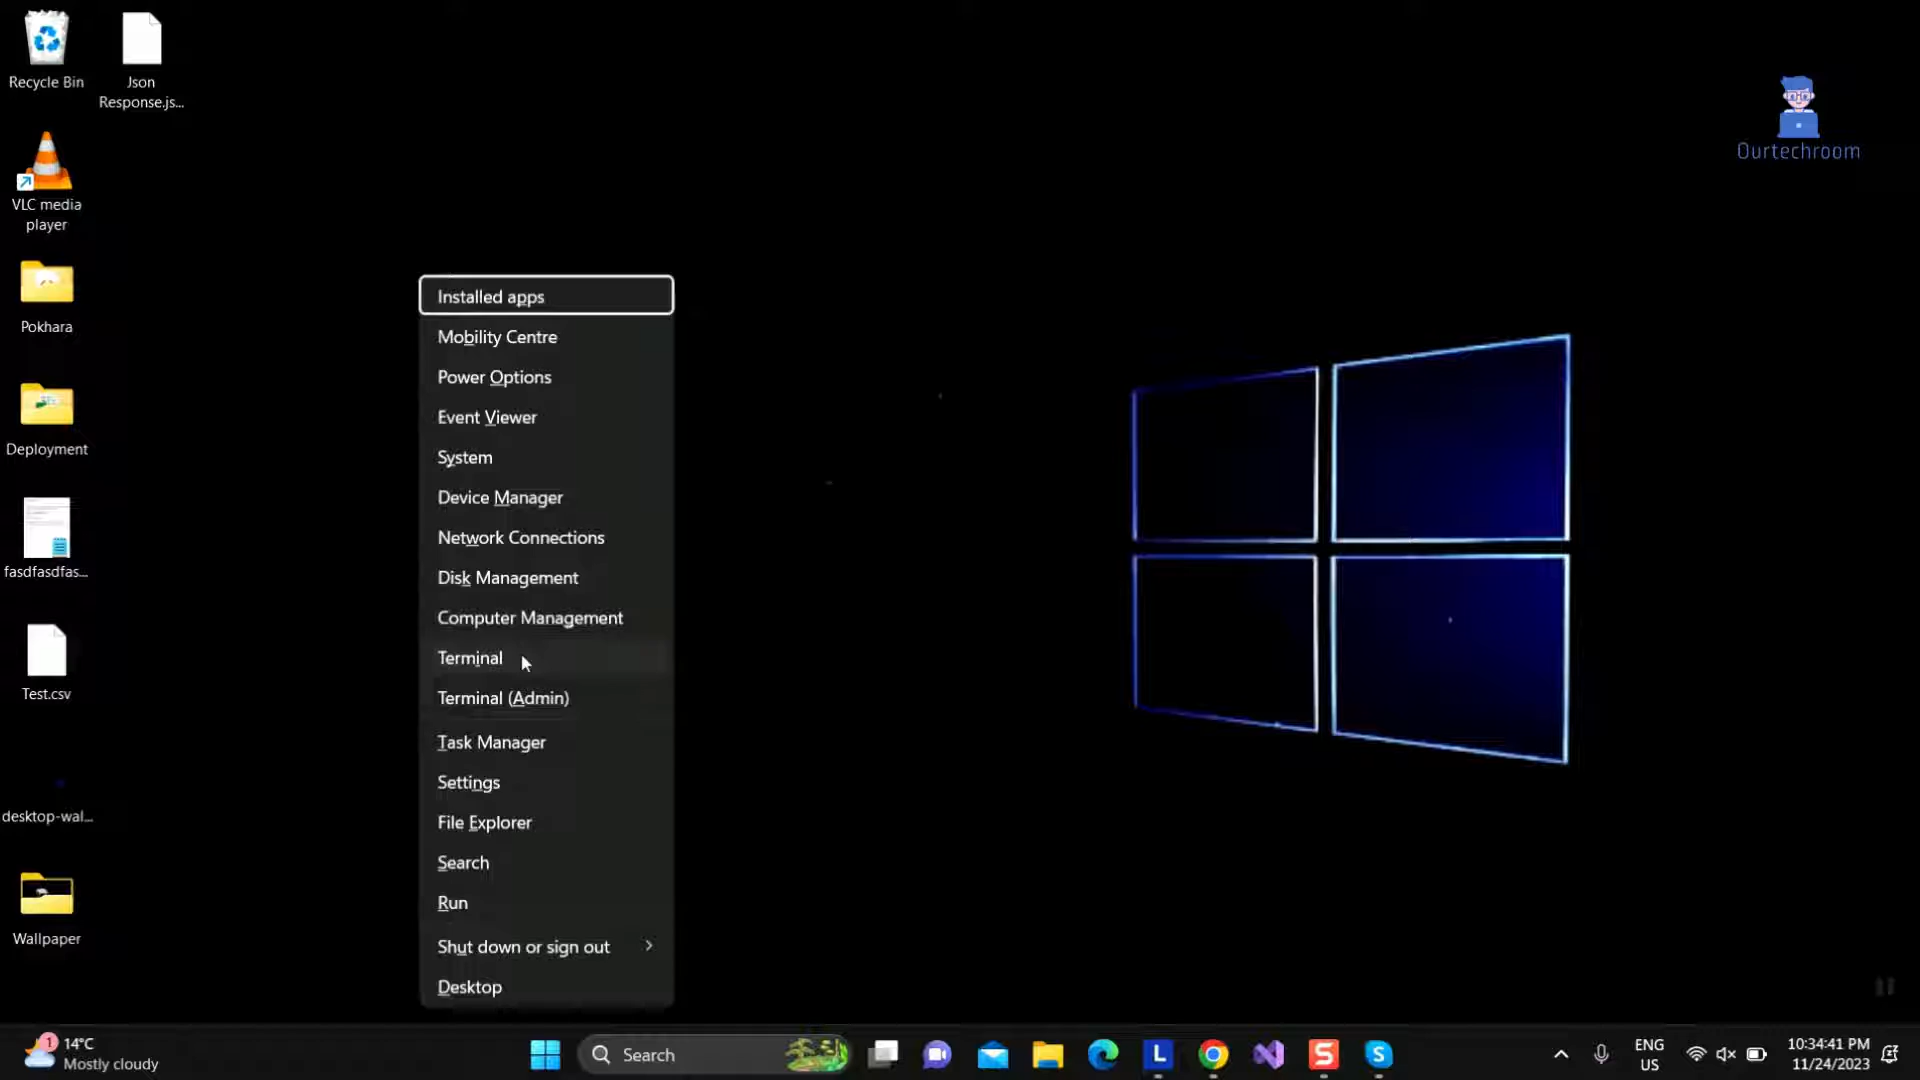 Recycle Bin
Json
Response.js...
VLC media
player
Pokhara
Deployment
fasdfasdfas...
Test.csv
desktop-wal...
Wallpaper
Ourtechroom
Installed apps
Mobility Centre
Power Options
Event Viewer
System
Device Manager
Network Connections
Disk Management
Computer Management
Terminal
Terminal (Admin)
Task Manager
Settings
File Explorer
Search
Run
Shut down or sign out
Desktop
1
14°C
Mostly cloudy
Search
L
S
S
ENG
US
10:34:41 PM
11/24/2023